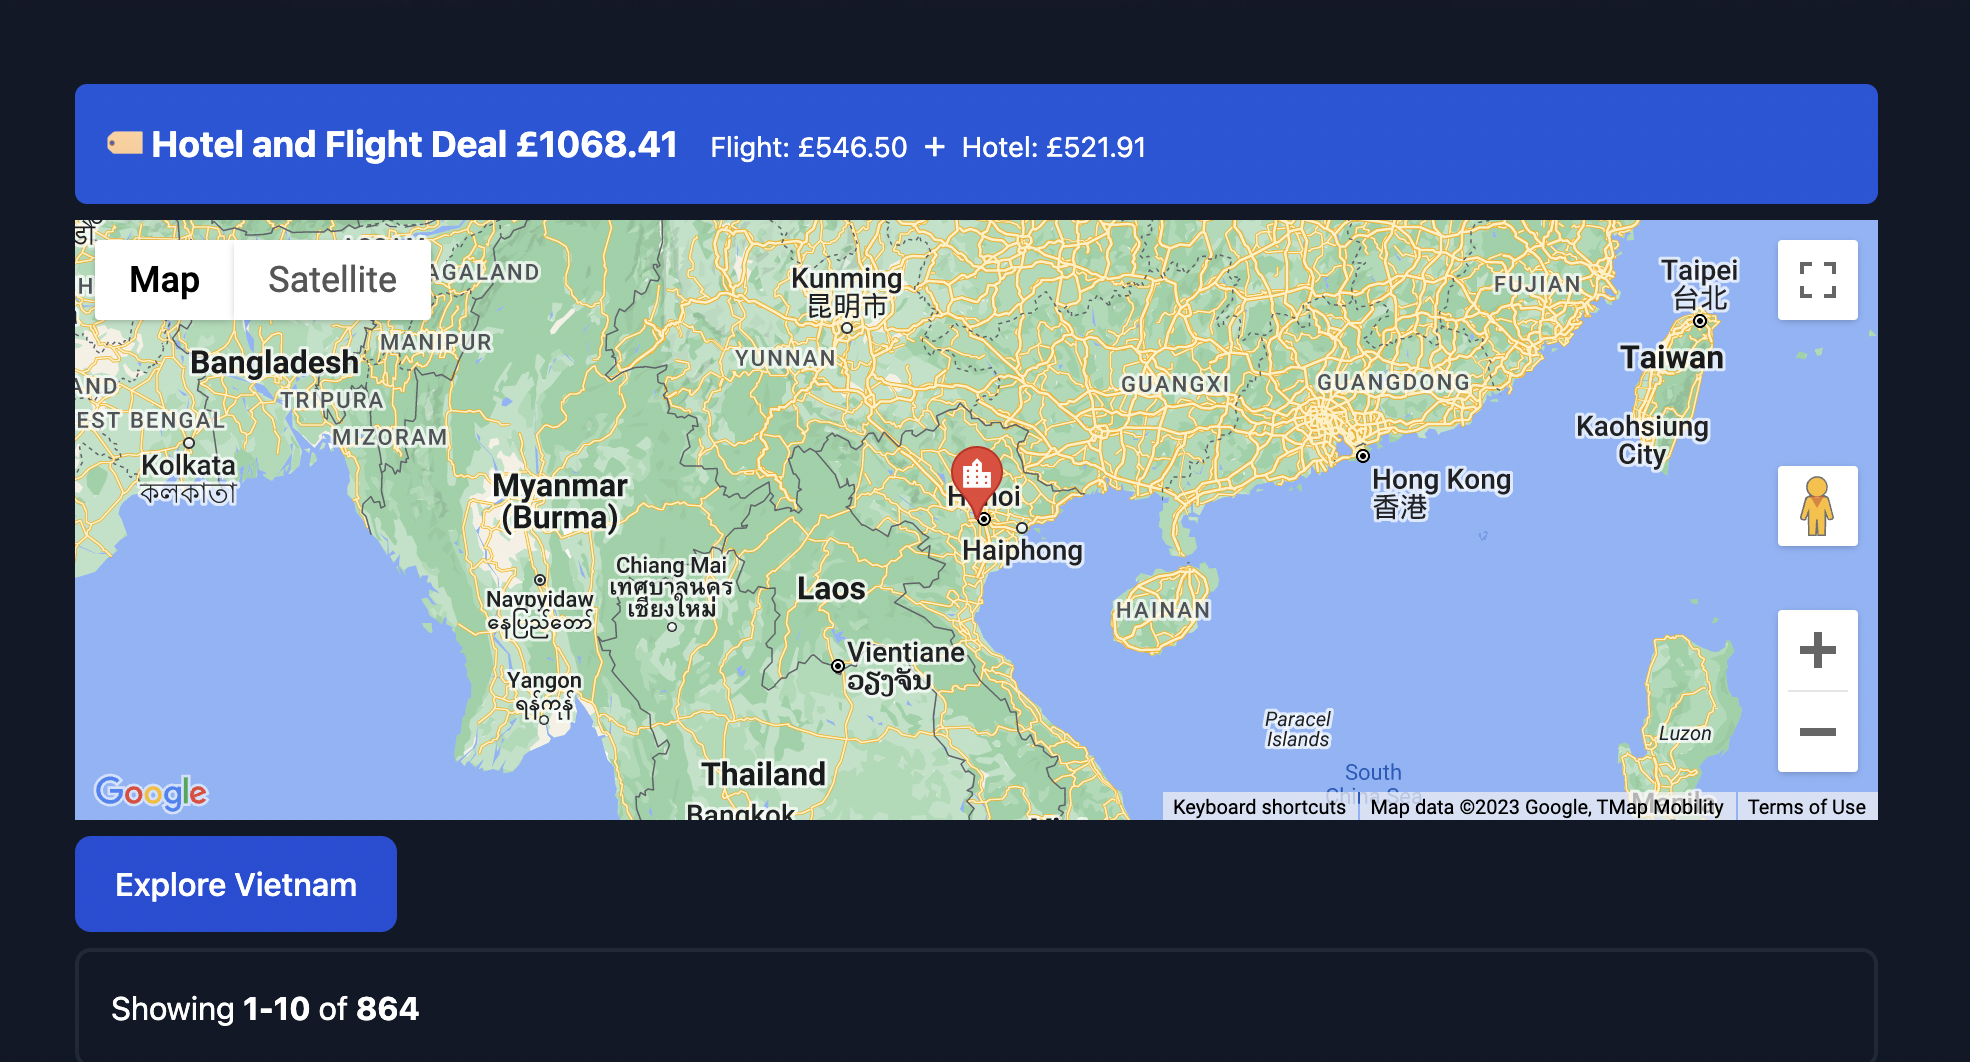 Hotel and Flight Deal £1068.41 Flight: £546.50 + Hotel: £521.91
Map Satellite
AGALAND
Kunming
昆明市
FUJIAN
Taipei
台北
MANIPUR
YUNNAN
Bangladesh
TRIPURA
GUANGXI
GUANGDONG
Taiwan
EST BENGAL
MIZORAM
Kaohsiung
City
Kolkata
কলকাতা
Myanmar
(Burma)
Hong Kong
香港
Haiphong
Chiang Mai
เทศบาลนคร
เชียงใหม่
Laos
Naypyidaw
နေပြည်တော်
HAINAN
Vientiane
ວຽງຈັນ
Yangon
ရန်ကုန်
Paracel
Islands
Luzon
Thailand
South
China Sea
Bangkok
Google
Keyboard shortcuts Map data ©2023 Google, TMap Mobility Terms of Use
Explore Vietnam
Showing 1-10 of 864